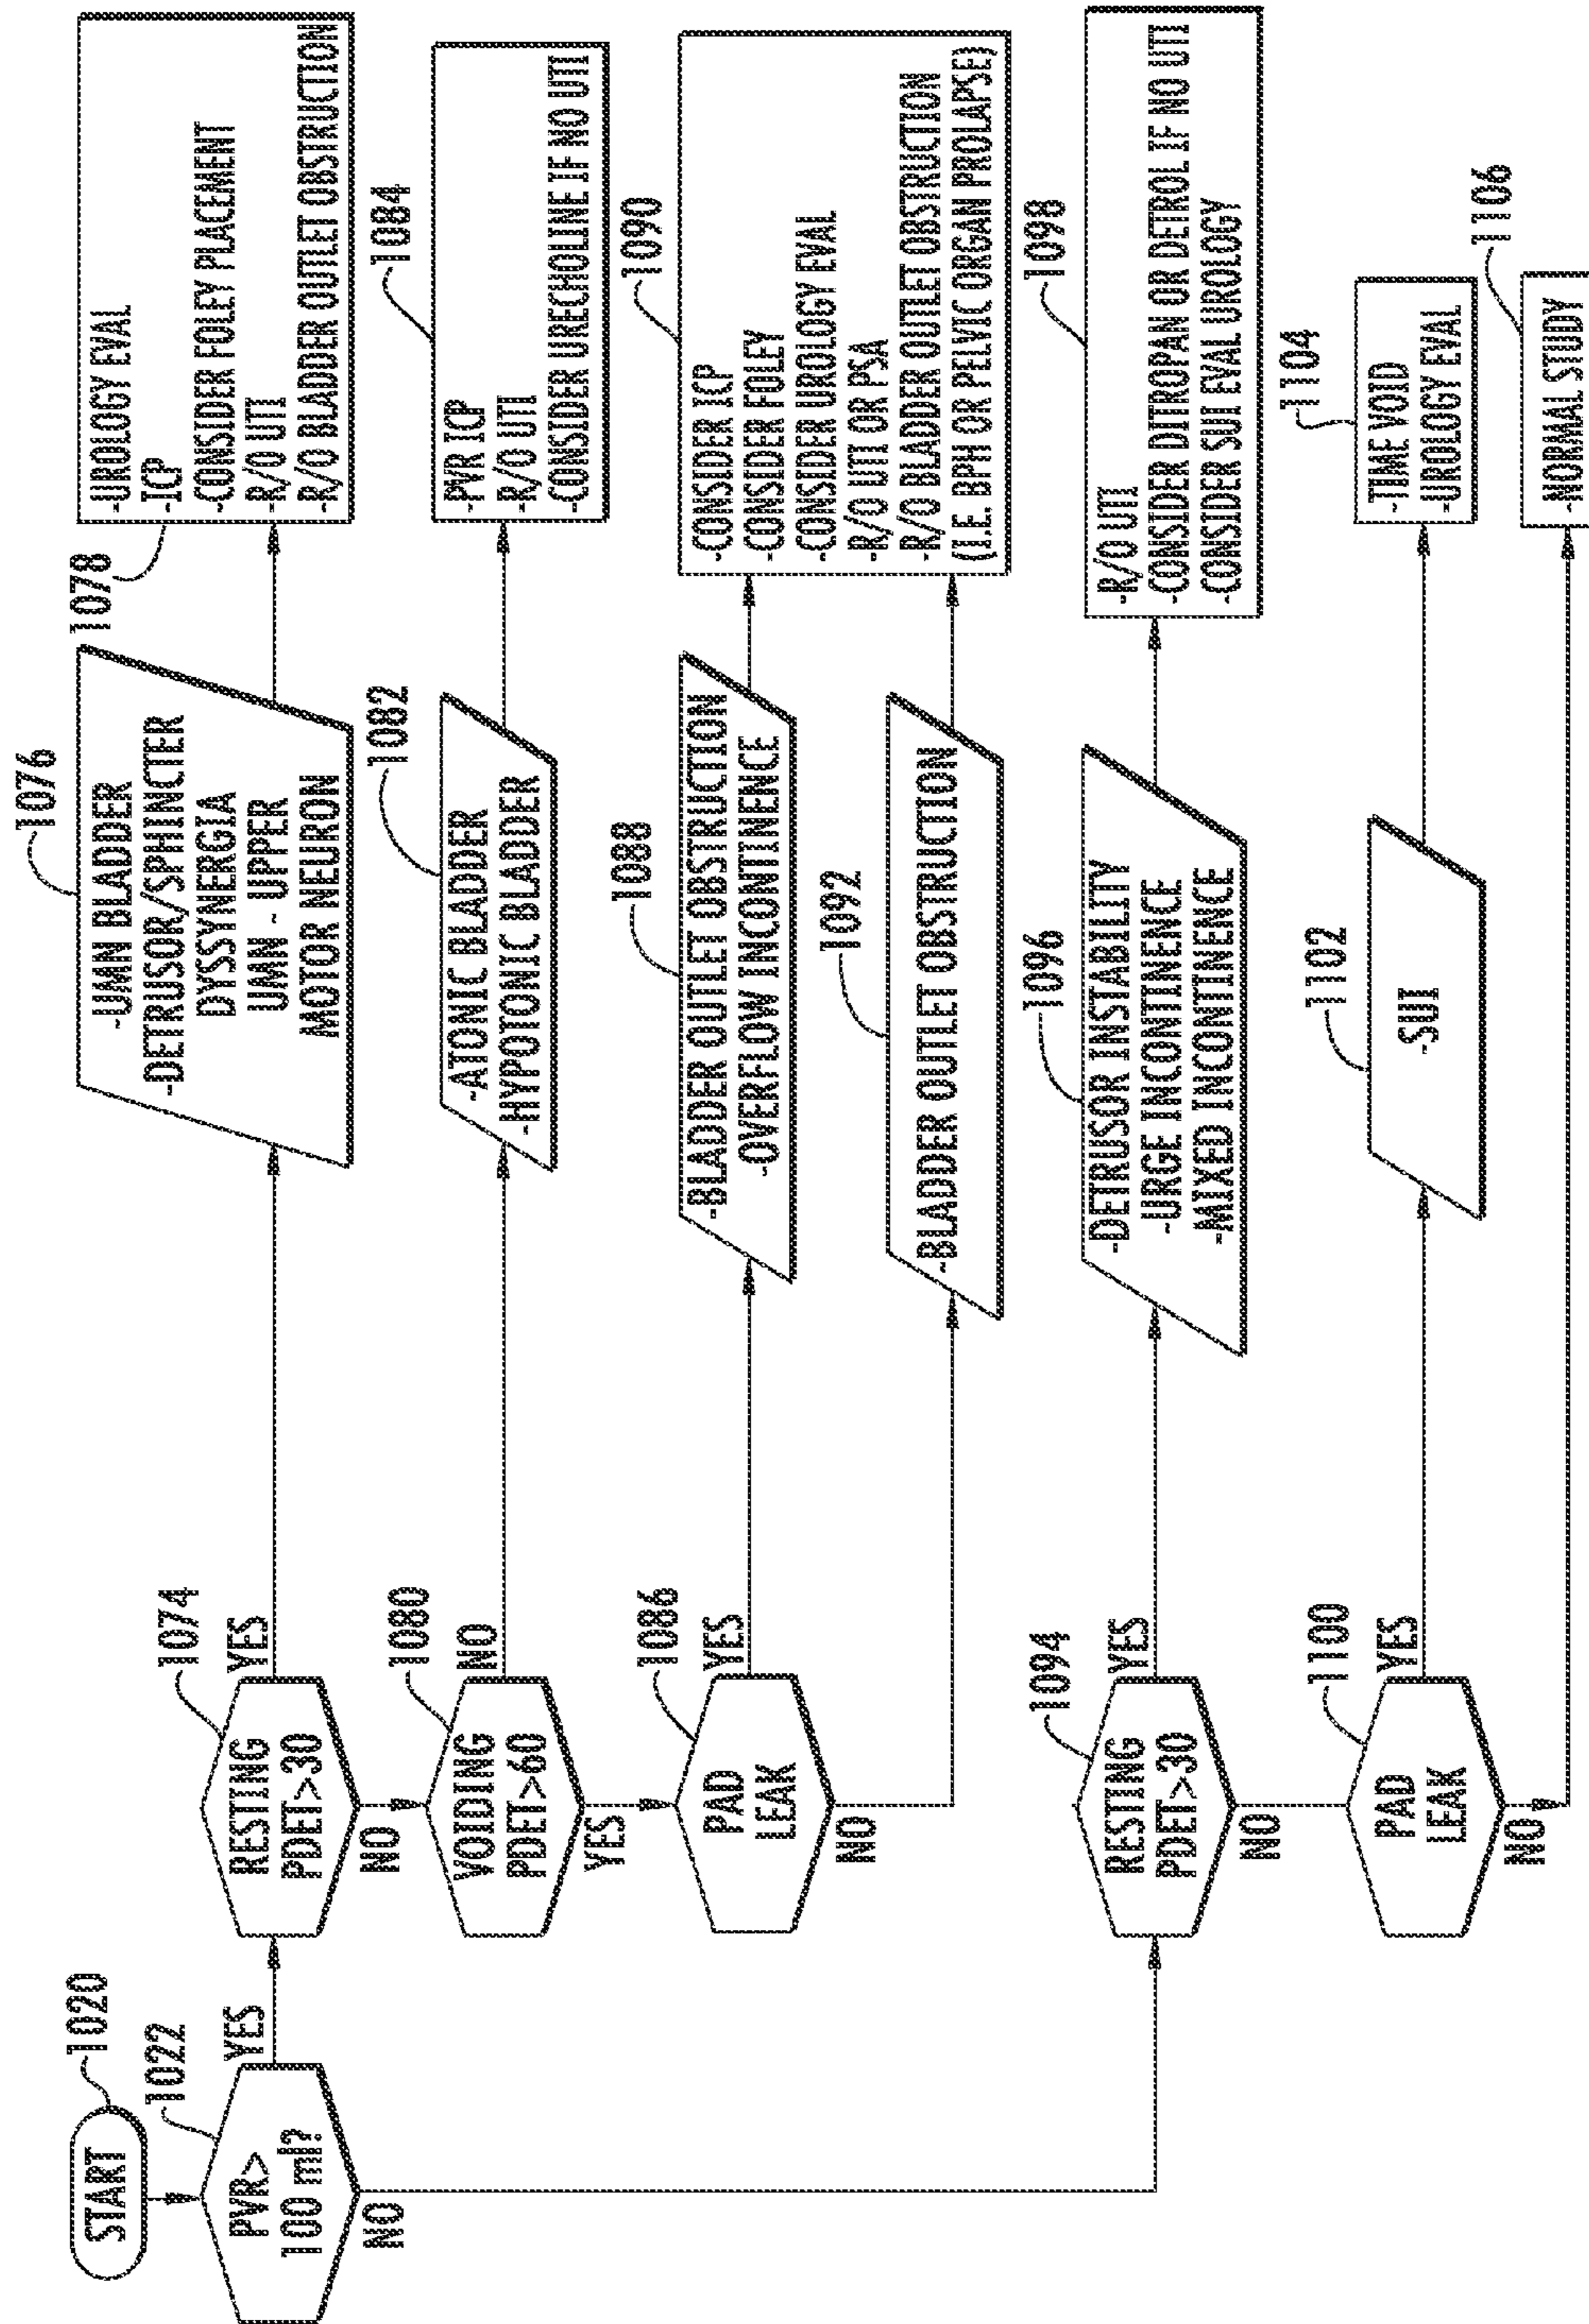 START
1020
PVR>
100 ml?
1022
YES
NO
RESTING
PDET>30
1074
YES
NO
-UMN BLADDER
-DETRUSOR/SPHINCTER
DYSSYNERGIA
UMN - UPPER
MOTOR NEURON
1076
-UROLOGY EVAL
-ICP
-CONSIDER FOLEY PLACEMENT
-R/O UTI
-R/O BLADDER OUTLET OBSTRUCTION
1078
VOIDING
PDET>60
1080
NO
YES
-ATONIC BLADDER
-HYPOTONIC BLADDER
1082
-PVR ICP
-R/O UTI
-CONSIDER URECHOLINE IF NO UTI
1084
PAD
LEAK
1086
YES
NO
-BLADDER OUTLET OBSTRUCTION
-OVERFLOW INCONTINENCE
1088
-CONSIDER ICP
-CONSIDER FOLEY
-CONSIDER UROLOGY EVAL
-R/O UTI OR PSA
-R/O BLADDER OUTLET OBSTRUCTION
(I.E. BPH OR PELVIC ORGAN PROLAPSE)
1090
-BLADDER OUTLET OBSTRUCTION
1092
RESTING
PDET>30
1094
YES
NO
-DETRUSOR INSTABILITY
-URGE INCONTINENCE
-MIXED INCONTINENCE
1096
-R/O UTI
-CONSIDER DITROPAN OR DETROL IF NO UTI
-CONSIDER SUI EVAL UROLOGY
1098
PAD
LEAK
1100
YES
NO
-SUI
1102
-TIME VOID
-UROLOGY EVAL
1104
-NORMAL STUDY
1106